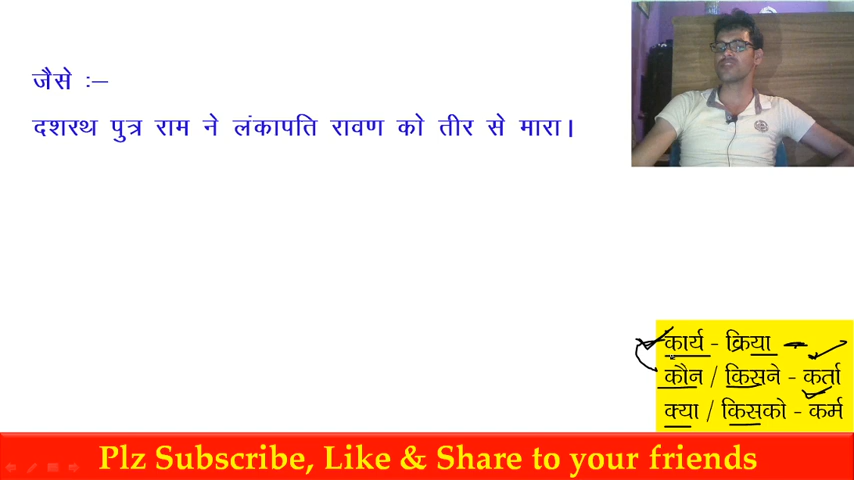 जैसे :–
दशरथ पुत्र राम ने लंकापति रावण को तीर से मारा।
कार्य - क्रिया
कौन / किसने - कर्ता
क्या / किसको - कर्म
Plz Subscribe, Like & Share to your friends